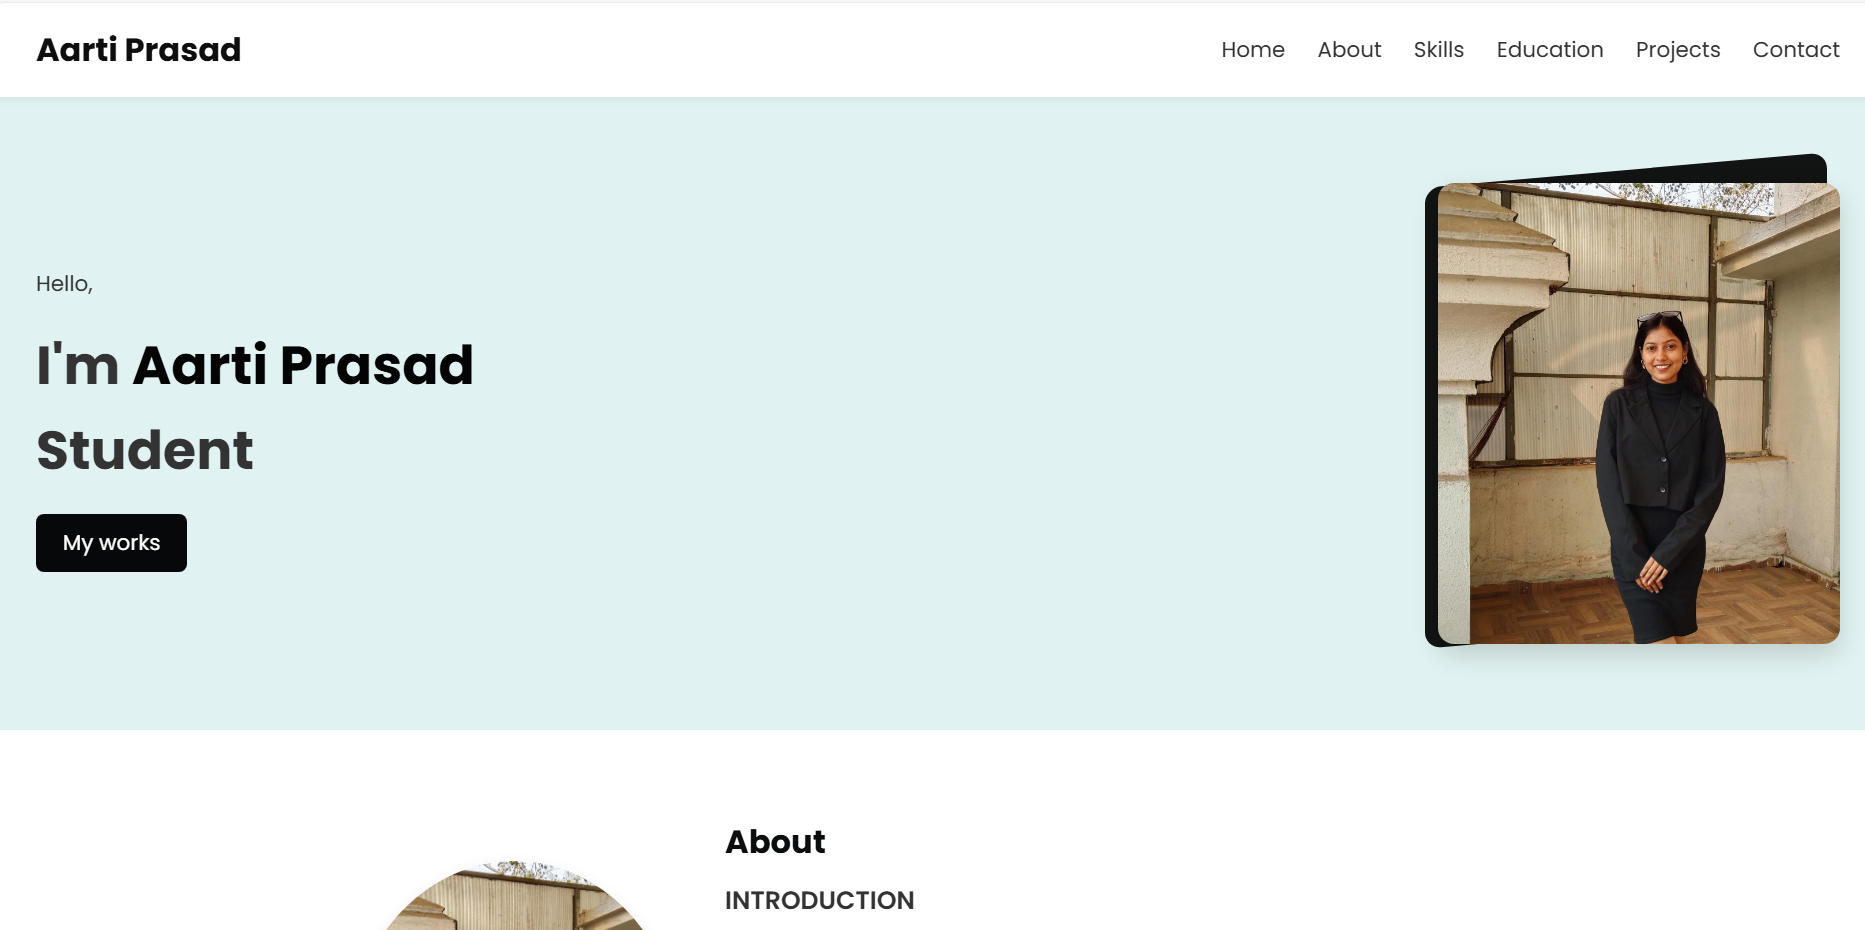 Aarti Prasad
Home About Skills Education Projects Contact
Hello,
I'm Aarti Prasad
Student
My works
About
INTRODUCTION